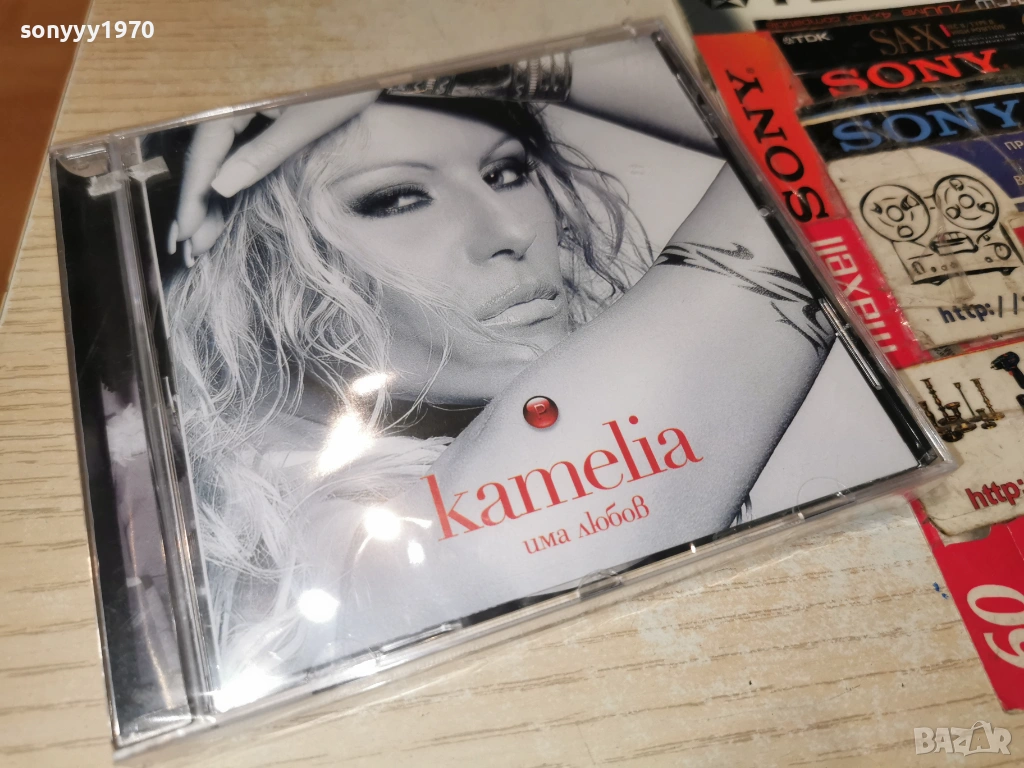 sonyyy1970
P
kamelia
има любов
TDK
SA-X
SONY
SONY
SONY
maxell
http://
http:
60
BAZAR